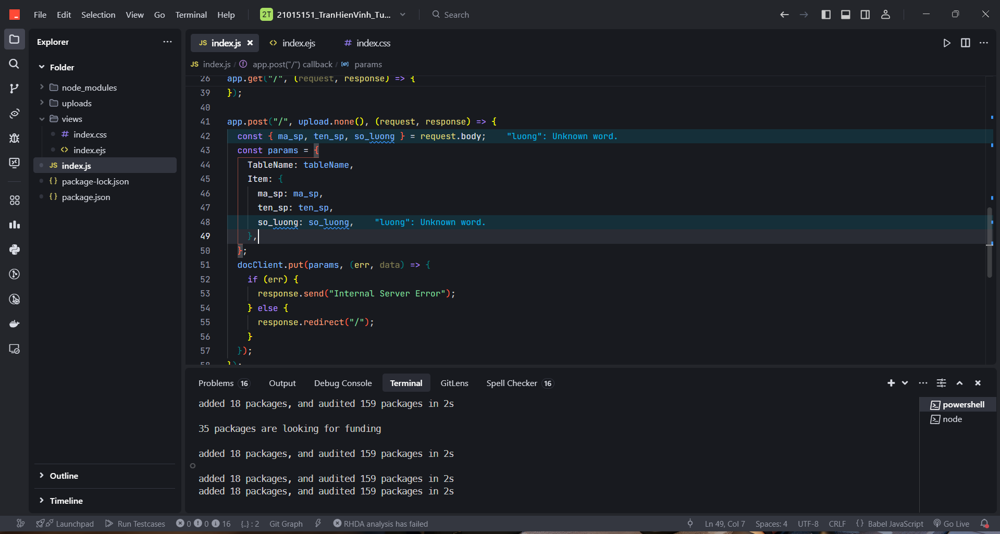 File Edit Selection View Go Terminal Help 2T 21015151_TranHienVinh_Tu... Search
Explorer
Folder
node_modules
uploads
views
# index.css
<> index.ejs
JS index.js
{} package-lock.json
{} package.json
Outline
Timeline
JS index.js <> index.ejs # index.css
JS index.js / app.post("/") callback / params
26 app.get("/", (request, response) => {
39 });
40
41 app.post("/", upload.none(), (request, response) => {
42 const { ma_sp, ten_sp, so_luong } = request.body; "luong": Unknown word.
43 const params = {
44 TableName: tableName,
45 Item: {
46 ma_sp: ma_sp,
47 ten_sp: ten_sp,
48 so_luong: so_luong, "luong": Unknown word.
49 },
50 };
51 docClient.put(params, (err, data) => {
52 if (err) {
53 response.send("Internal Server Error");
54 } else {
55 response.redirect("/");
56 }
57 });
58 });
Problems 16 Output Debug Console Terminal GitLens Spell Checker 16
added 18 packages, and audited 159 packages in 2s
35 packages are looking for funding
added 18 packages, and audited 159 packages in 2s
added 18 packages, and audited 159 packages in 2s
added 18 packages, and audited 159 packages in 2s
powershell
node
Launchpad Run Testcases 0 0 16 {..} : 2 Git Graph RHDA analysis has failed Ln 49, Col 7 Spaces: 4 UTF-8 CRLF {} Babel JavaScript Go Live